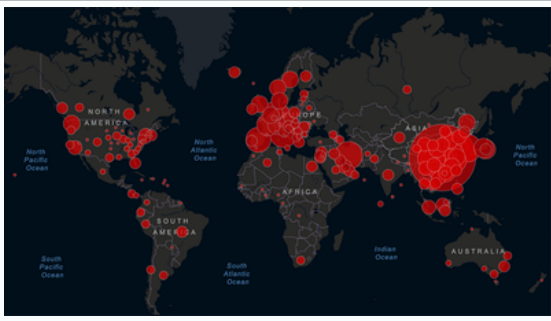 NORTH
AMERICA
North
Pacific
Ocean
North
Atlantic
Ocean
ASIA
North
Pacific
Ocean
AFRICA
SOUTH
AMERICA
South
Pacific
Ocean
South
Atlantic
Ocean
Indian
Ocean
AUSTRALIA